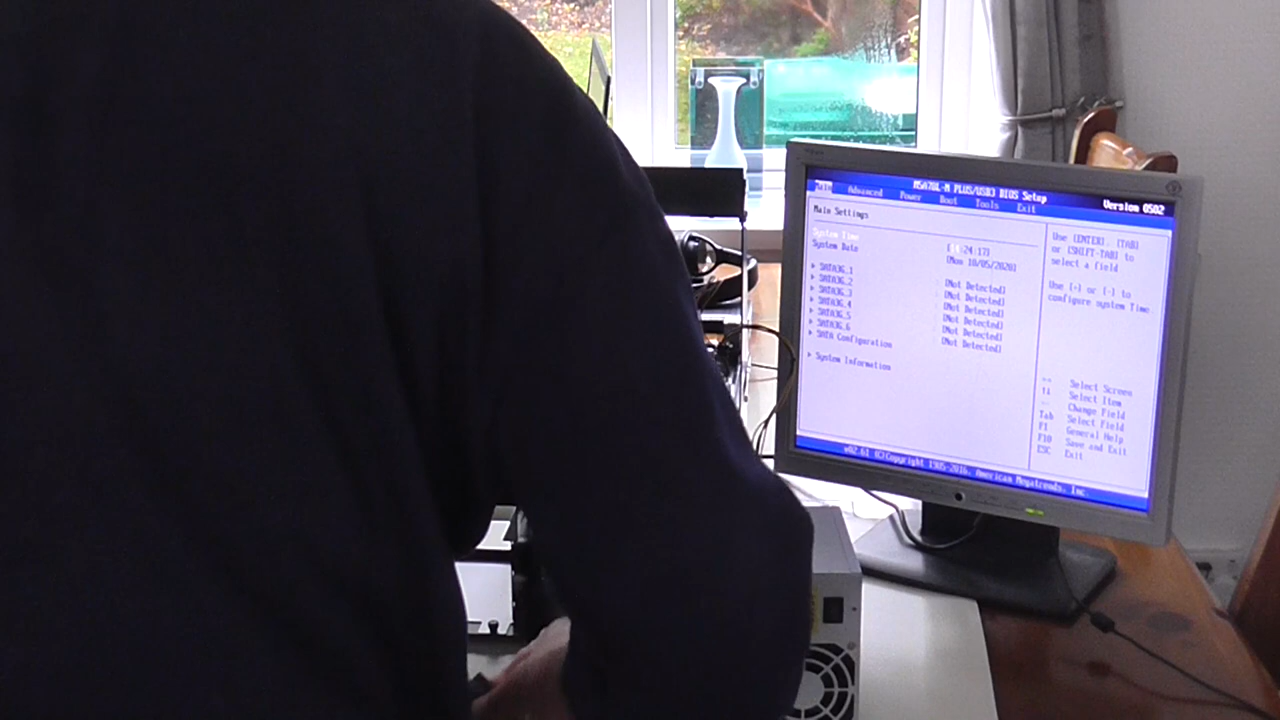 M5A78L-M PLUS/USB3 BIOS Setup
Version 0502
Main Advanced Power Boot Tools Exit
Main Settings
System Time [14:24:17]
System Date [Mon 10/05/2020]
SATA3G_1 [Not Detected]
SATA3G_2 [Not Detected]
SATA3G_3 [Not Detected]
SATA3G_4 [Not Detected]
SATA3G_5 [Not Detected]
SATA3G_6 [Not Detected]
SATA Configuration
System Information
Use [ENTER], [TAB]
or [SHIFT-TAB] to
select a field
Use [+] or [-] to
configure system Time
Select Screen
↑↓ Select Item
Change Field
Tab Select Field
F1 General Help
F10 Save and Exit
ESC Exit
v02.61 (C)Copyright 1985-2016, American Megatrends, Inc.